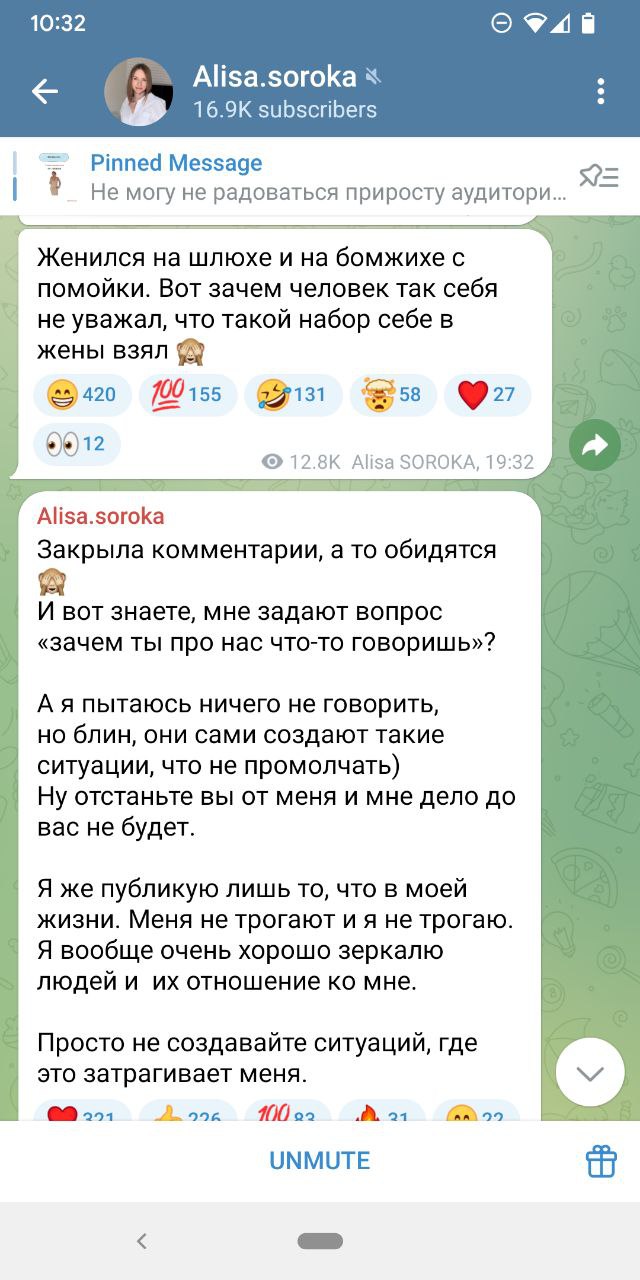 10:32
Alisa.soroka
16.9K subscribers
Pinned Message
Не могу не радоваться приросту аудитори...
Женился на шлюхе и на бомжихе с
помойки. Вот зачем человек так себя
не уважал, что такой набор себе в
жены взял 🙈
😁 420 💯 155 🤣 131 🤯 58 ❤️ 27
👀 12
12.8K Alisa SOROKA, 19:32
Alisa.soroka
Закрыла комментарии, а то обидятся
🙈
И вот знаете, мне задают вопрос
«зачем ты про нас что-то говоришь»?
А я пытаюсь ничего не говорить,
но блин, они сами создают такие
ситуации, что не промолчать)
Ну отстаньте вы от меня и мне дело до
вас не будет.
Я же публикую лишь то, что в моей
жизни. Меня не трогают и я не трогаю.
Я вообще очень хорошо зеркалю
людей и  их отношение ко мне.
Просто не создавайте ситуаций, где
это затрагивает меня.
❤️ 321 👍 226 💯 83 🔥 31 😁 22
UNMUTE